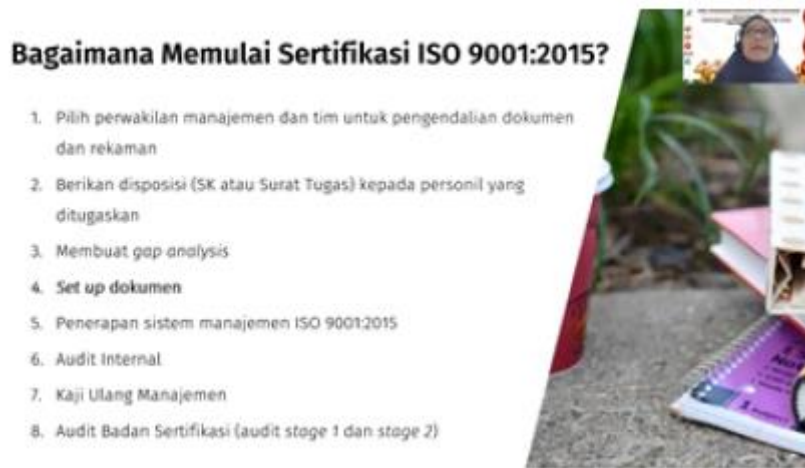 Bagaimana Memulai Sertifikasi ISO 9001:2015?
1. Pilih perwakilan manajemen dan tim untuk pengendalian dokumen
dan rekaman
2. Berikan disposisi (SK atau Surat Tugas) kepada personil yang
ditugaskan
3. Membuat gap analysis
4. Set up dokumen
5. Penerapan sistem manajemen ISO 9001:2015
6. Audit Internal
7. Kaji Ulang Manajemen
8. Audit Badan Sertifikasi (audit stage 1 dan stage 2)